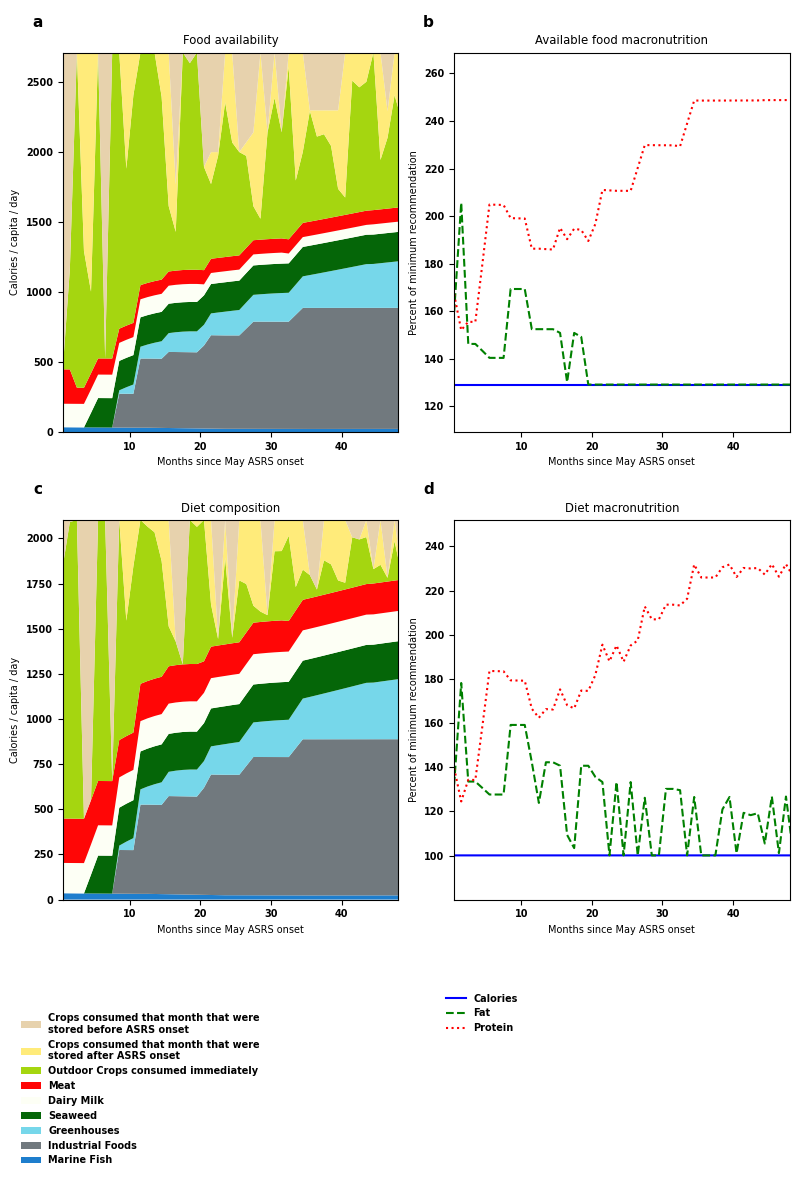 a
Food availability
Calories / capita / day
2500
2000
1500
1000
500
0
10
20
30
40
Months since May ASRS onset
b
Available food macronutrition
Percent of minimum recommendation
260
240
220
200
180
160
140
120
10
20
30
40
Months since May ASRS onset
c
Diet composition
Calories / capita / day
2000
1750
1500
1250
1000
750
500
250
0
10
20
30
40
Months since May ASRS onset
d
Diet macronutrition
Percent of minimum recommendation
240
220
200
180
160
140
120
100
10
20
30
40
Months since May ASRS onset
Crops consumed that month that were
stored before ASRS onset
Crops consumed that month that were
stored after ASRS onset
Outdoor Crops consumed immediately
Meat
Dairy Milk
Seaweed
Greenhouses
Industrial Foods
Marine Fish
Calories
Fat
Protein